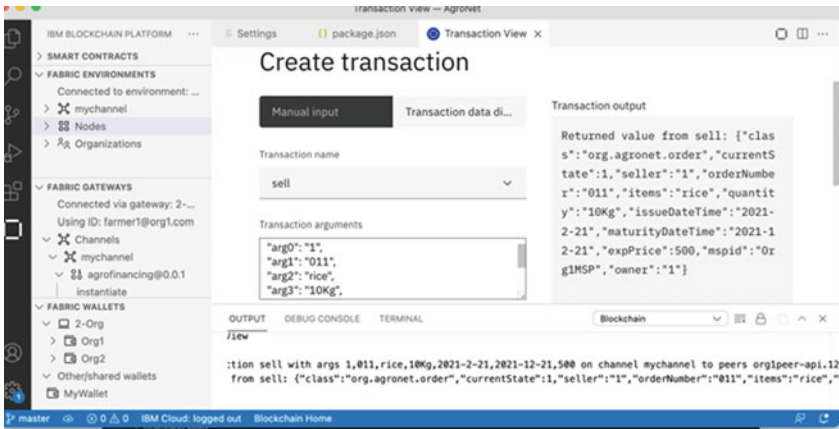 Transaction View — AgroNet
IBM BLOCKCHAIN PLATFORM ...
Settings
{} package.json
Transaction View ×
SMART CONTRACTS
FABRIC ENVIRONMENTS
Connected to environment: ...
mychannel
Nodes
Organizations
FABRIC GATEWAYS
Connected via gateway: 2-...
Using ID: farmer1@org1.com
Channels
mychannel
agrofinancing@0.0.1
instantiate
FABRIC WALLETS
2-Org
Org1
Org2
Other/shared wallets
MyWallet
Create transaction
Manual input
Transaction data di...
Transaction name
sell
Transaction arguments
"arg0": "1",
"arg1": "011",
"arg2": "rice",
"arg3": "10Kg",
Transaction output
Returned value from sell: {"clas
s":"org.agronet.order","currentS
tate":1,"seller":"1","orderNumbe
r":"011","items":"rice","quantit
y":"10Kg","issueDateTime":"2021-
2-21","maturityDateTime":"2021-1
2-21","expPrice":500,"mspid":"Or
g1MSP","owner":"1"}
OUTPUT DEBUG CONSOLE TERMINAL
Blockchain
View
:tion sell with args 1,011,rice,10Kg,2021-2-21,2021-12-21,500 on channel mychannel to peers org1peer-api.12
from sell: {"class":"org.agronet.order","currentState":1,"seller":"1","orderNumber":"011","items":"rice","
master 0 0 IBM Cloud: logged out Blockchain Home